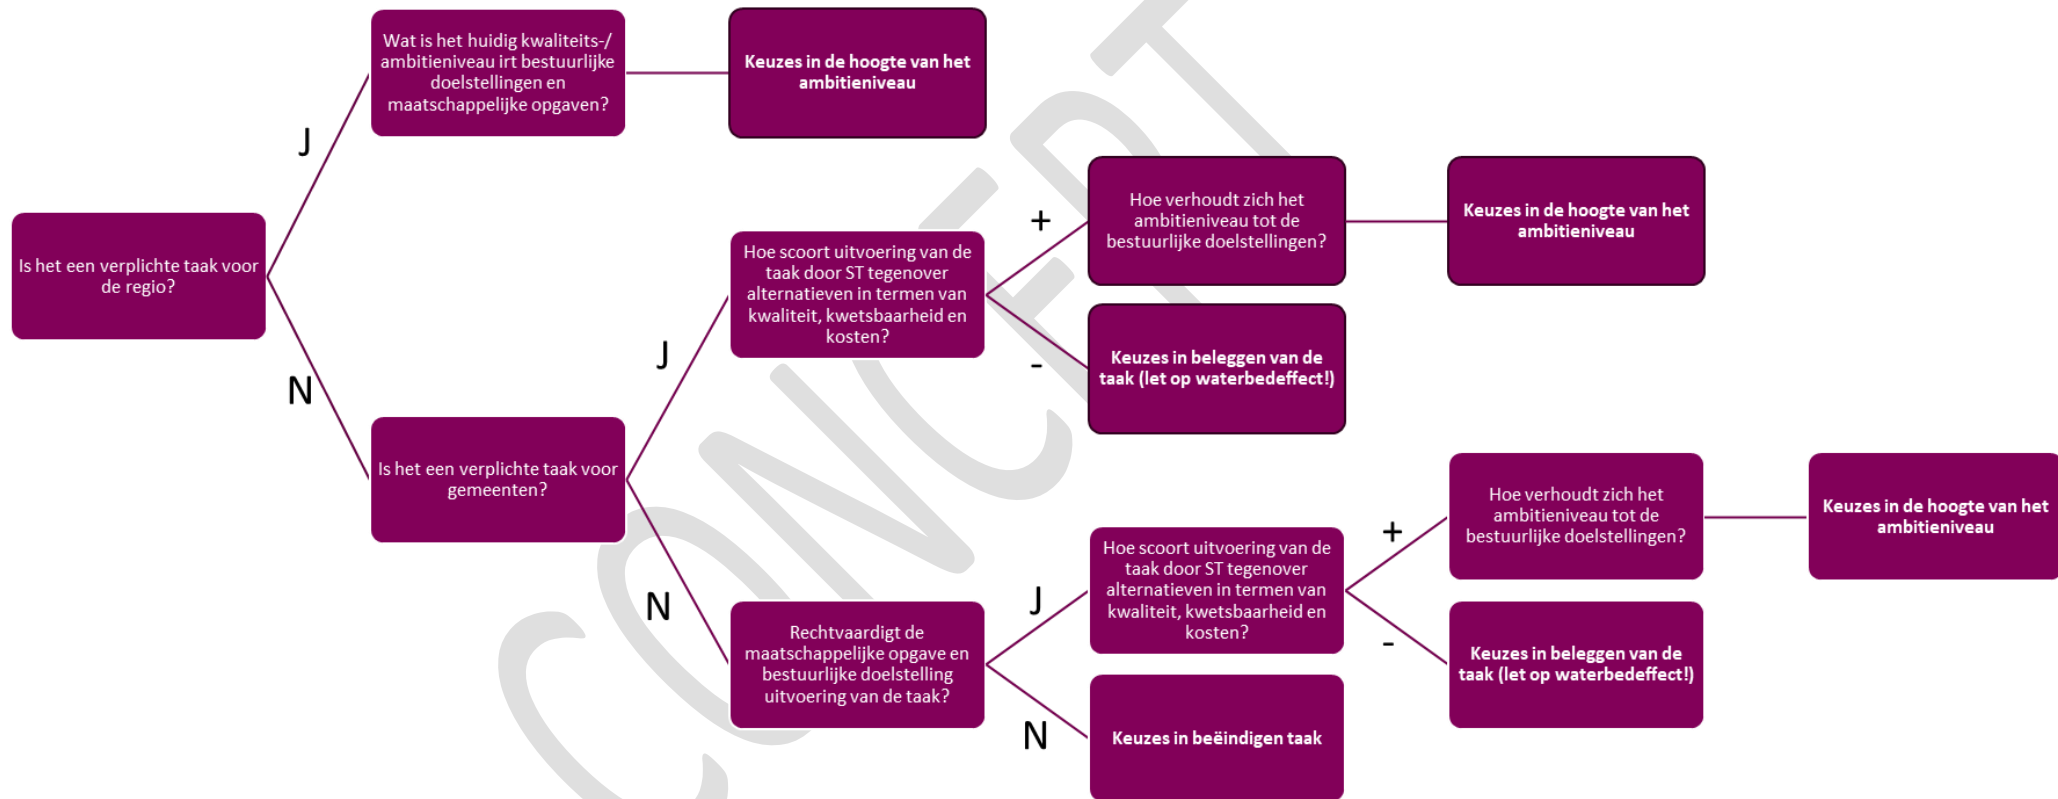 Is het een verplichte taak voor
de regio?
J
N
Wat is het huidig kwaliteits-/
ambitieniveau irt bestuurlijke
doelstellingen en
maatschappelijke opgaven?
Keuzes in de hoogte van het
ambitieniveau
Is het een verplichte taak voor
gemeenten?
J
N
Hoe scoort uitvoering van de
taak door ST tegenover
alternatieven in termen van
kwaliteit, kwetsbaarheid en
kosten?
+
-
Hoe verhoudt zich het
ambitieniveau tot de
bestuurlijke doelstellingen?
Keuzes in de hoogte van het
ambitieniveau
Keuzes in beleggen van de
taak (let op waterbedeffect!)
Rechtvaardigt de
maatschappelijke opgave en
bestuurlijke doelstelling
uitvoering van de taak?
J
N
Hoe scoort uitvoering van de
taak door ST tegenover
alternatieven in termen van
kwaliteit, kwetsbaarheid en
kosten?
+
-
Hoe verhoudt zich het
ambitieniveau tot de
bestuurlijke doelstellingen?
Keuzes in de hoogte van het
ambitieniveau
Keuzes in beleggen van de
taak (let op waterbedeffect!)
Keuzes in beëindigen taak
CONCEPT